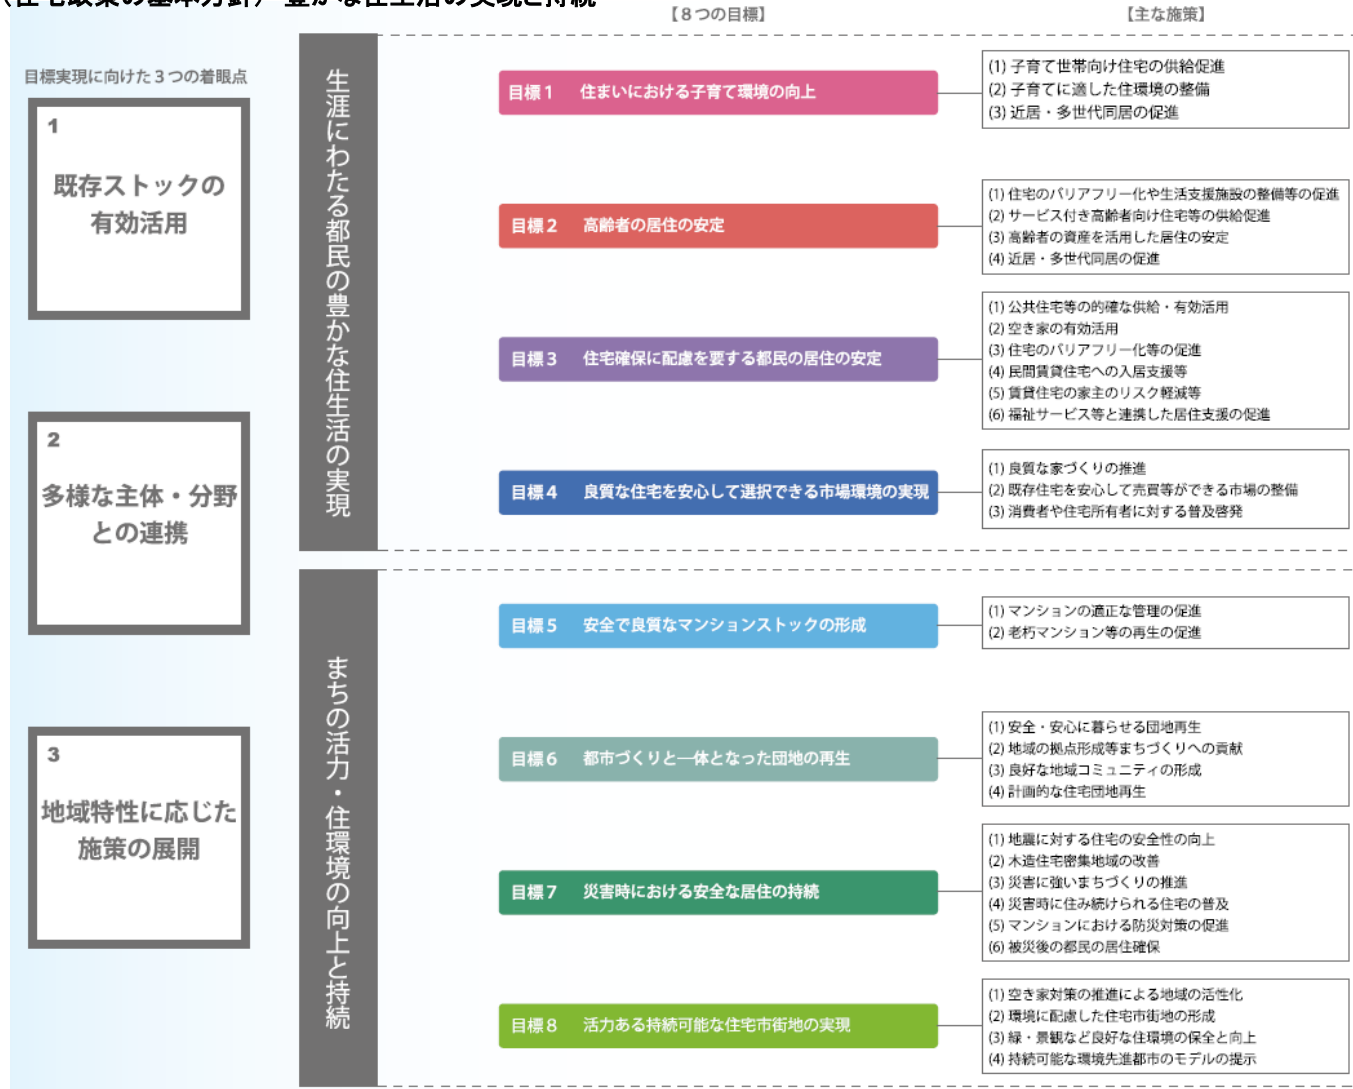 (住宅政策の基本方針) 豊かな住生活の実現と持続
【8つの目標】
【主な施策】
目標実現に向けた3つの着眼点
1
既存ストックの
有効活用
2
多様な主体・分野
との連携
3
地域特性に応じた
施策の展開
生涯にわたる都民の豊かな住生活の実現
目標1 住まいにおける子育て環境の向上
(1) 子育て世帯向け住宅の供給促進
(2) 子育てに適した住環境の整備
(3) 近居・多世代同居の促進
目標2 高齢者の居住の安定
(1) 住宅のバリアフリー化や生活支援施設の整備等の促進
(2) サービス付き高齢者向け住宅等の供給促進
(3) 高齢者の資産を活用した居住の安定
(4) 近居・多世代同居の促進
目標3 住宅確保に配慮を要する都民の居住の安定
(1) 公共住宅等の的確な供給・有効活用
(2) 空き家の有効活用
(3) 住宅のバリアフリー化等の促進
(4) 民間賃貸住宅への入居支援等
(5) 賃貸住宅の家主のリスク軽減等
(6) 福祉サービス等と連携した居住支援の促進
目標4 良質な住宅を安心して選択できる市場環境の実現
(1) 良質な家づくりの推進
(2) 既存住宅を安心して売買等ができる市場の整備
(3) 消費者や住宅所有者に対する普及啓発
まちの活力・住環境の向上と持続
目標5 安全で良質なマンションストックの形成
(1) マンションの適正な管理の促進
(2) 老朽マンション等の再生の促進
目標6 都市づくりと一体となった団地の再生
(1) 安全・安心に暮らせる団地再生
(2) 地域の拠点形成等まちづくりへの貢献
(3) 良好な地域コミュニティの形成
(4) 計画的な住宅団地再生
目標7 災害時における安全な居住の持続
(1) 地震に対する住宅の安全性の向上
(2) 木造住宅密集地域の改善
(3) 災害に強いまちづくりの推進
(4) 災害時に住み続けられる住宅の普及
(5) マンションにおける防災対策の促進
(6) 被災後の都民の居住確保
目標8 活力ある持続可能な住宅市街地の実現
(1) 空き家対策の推進による地域の活性化
(2) 環境に配慮した住宅市街地の形成
(3) 緑・景観など良好な住環境の保全と向上
(4) 持続可能な環境先進都市のモデルの提示